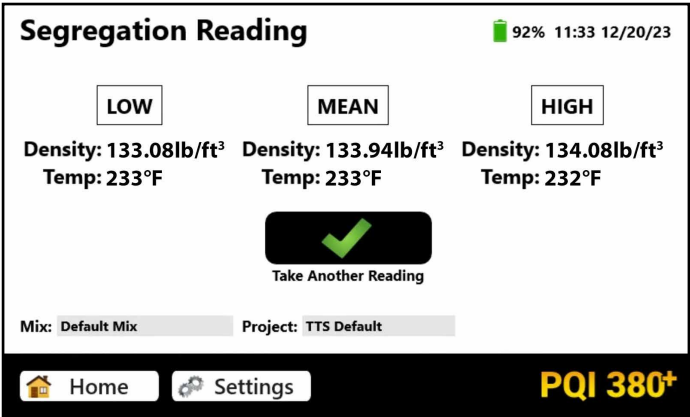 Segregation Reading
92% 11:33 12/20/23
LOW MEAN HIGH
Density: 133.08lb/ft³ Density: 133.94lb/ft³ Density: 134.08lb/ft³
Temp: 233°F Temp: 233°F Temp: 232°F
Take Another Reading
Mix: Default Mix Project: TTS Default
Home Settings PQI 380+